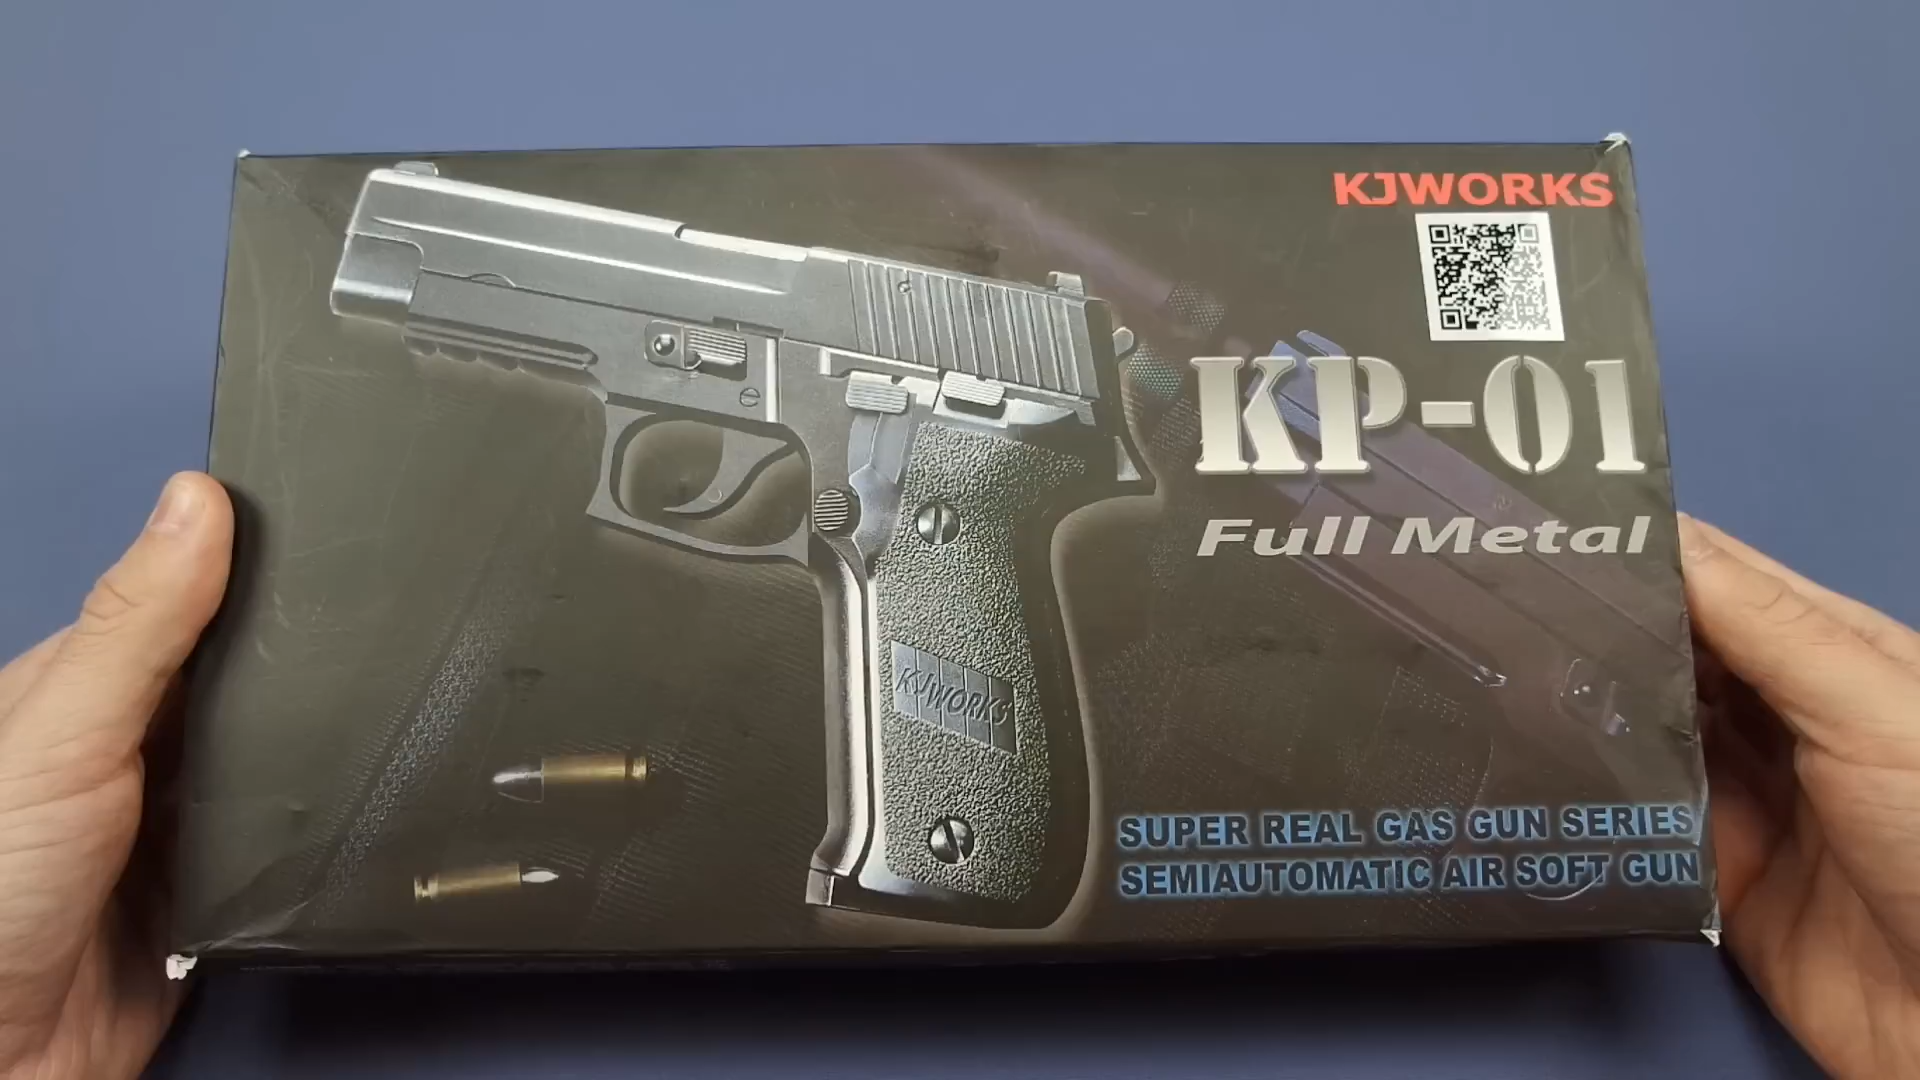 KJWORKS
KP-01
Full Metal
KJWORKS
SUPER REAL GAS GUN SERIES
SEMIAUTOMATIC AIR SOFT GUN